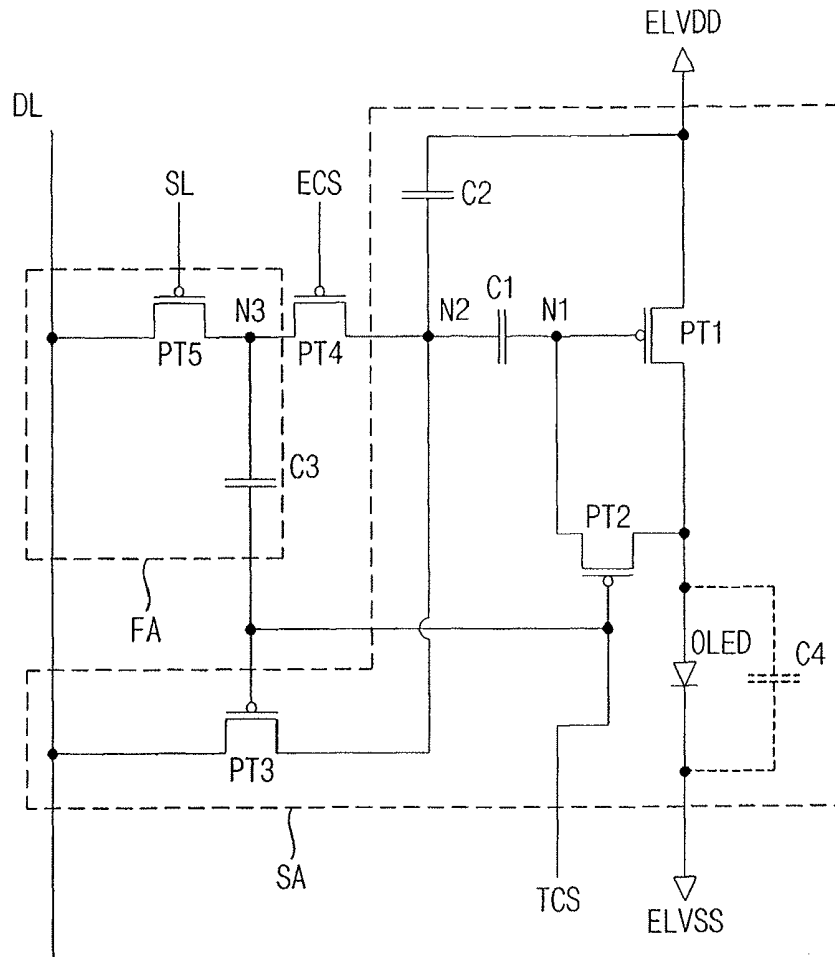 ELVDD
DL
SL
ECS
C2
C1
N3
N2
N1
PT5
PT4
PT1
C3
PT2
FA
OLED
C4
PT3
SA
TCS
ELVSS